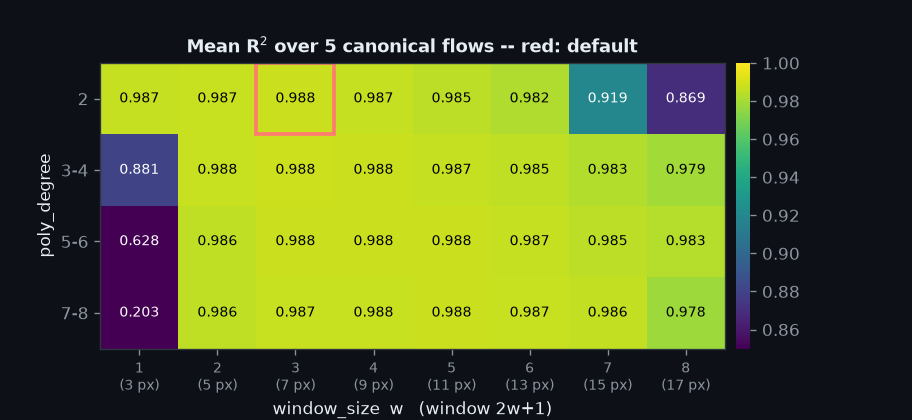 Mean R² over 5 canonical flows -- red: default
poly_degree
2 0.987 0.987 0.988 0.987 0.985 0.982 0.919 0.869
3-4 0.881 0.988 0.988 0.988 0.987 0.985 0.983 0.979
5-6 0.628 0.986 0.988 0.988 0.988 0.987 0.985 0.983
7-8 0.203 0.986 0.987 0.988 0.988 0.987 0.986 0.978
1 2 3 4 5 6 7 8
(3 px) (5 px) (7 px) (9 px) (11 px) (13 px) (15 px) (17 px)
window_size w (window 2w+1)
1.00
0.98
0.96
0.94
0.92
0.90
0.88
0.86